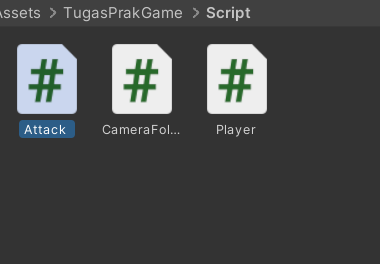 Assets > TugasPrakGame > Script
Attack
CameraFol...
Player